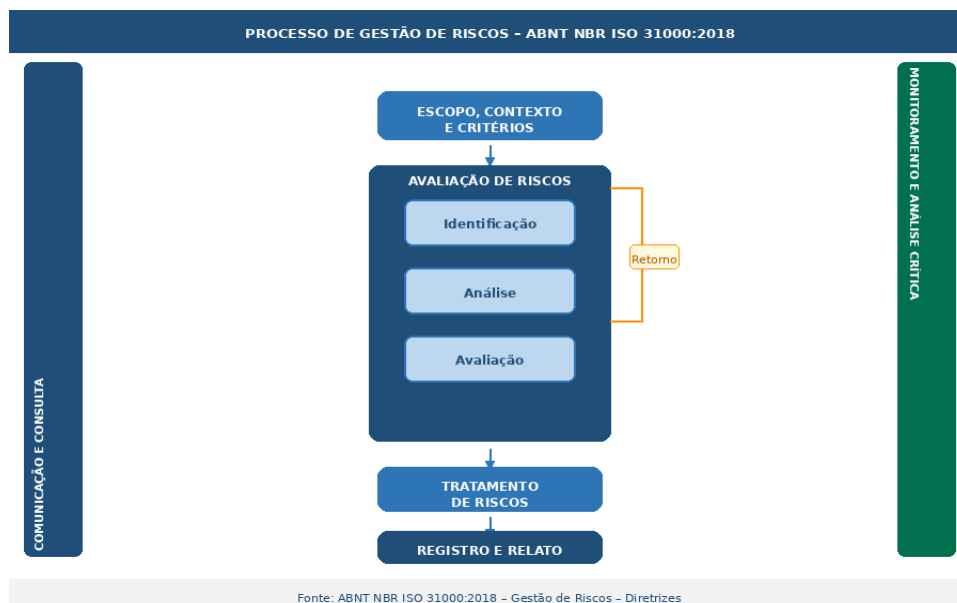 PROCESSO DE GESTÃO DE RISCOS – ABNT NBR ISO 31000:2018
COMUNICAÇÃO E CONSULTA
ESCOPO, CONTEXTO
E CRITÉRIOS
AVALIAÇÃO DE RISCOS
Identificação
Análise
Avaliação
Retorno
TRATAMENTO
DE RISCOS
REGISTRO E RELATO
MONITORAMENTO E ANÁLISE CRÍTICA
Fonte: ABNT NBR ISO 31000:2018 – Gestão de Riscos – Diretrizes